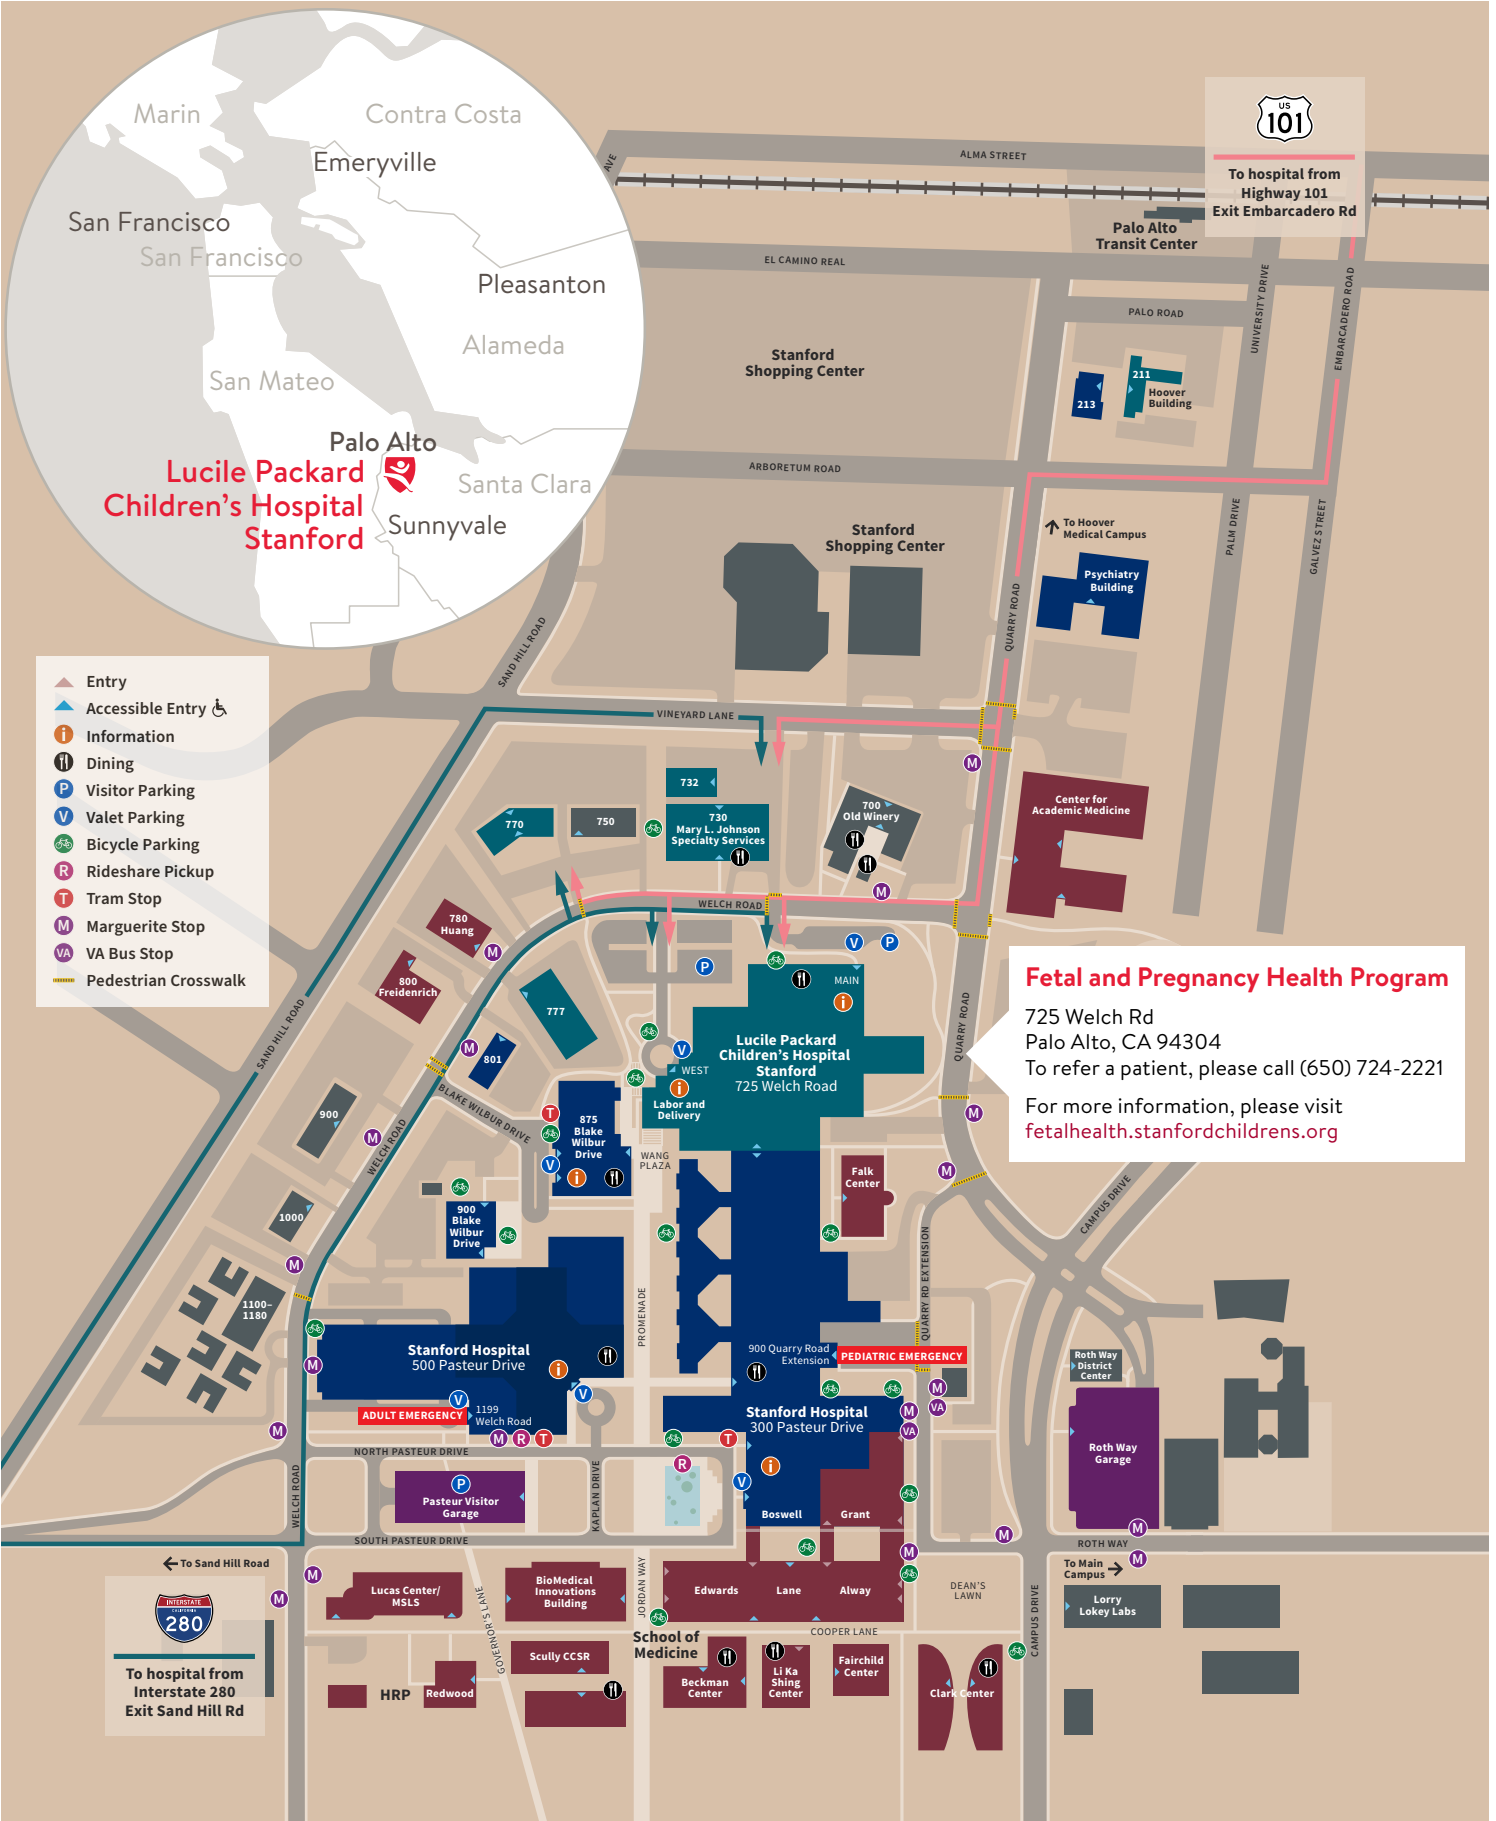 Marin
Contra Costa
Emeryville
San Francisco
San Francisco
Pleasanton
Alameda
San Mateo
Palo Alto
Lucile Packard
Children's Hospital
Stanford
Santa Clara
Sunnyvale
US
101
To hospital from
Highway 101
Exit Embarcadero Rd
AVE
ALMA STREET
Palo Alto
Transit Center
EL CAMINO REAL
UNIVERSITY DRIVE
EMBARCADERO ROAD
PALO ROAD
Stanford
Shopping Center
211
213
Hoover
Building
ARBORETUM ROAD
Stanford
Shopping Center
To Hoover
Medical Campus
PALM DRIVE
GALVEZ STREET
Psychiatry
Building
QUARRY ROAD
SAND HILL ROAD
Entry
Accessible Entry
i Information
Dining
P Visitor Parking
V Valet Parking
Bicycle Parking
R Rideshare Pickup
T Tram Stop
M Marguerite Stop
VA VA Bus Stop
Pedestrian Crosswalk
VINEYARD LANE
M
732
730
Mary L. Johnson
Specialty Services
770
750
700
Old Winery
Center for
Academic Medicine
M
WELCH ROAD
780
Huang
M
800
Freidenrich
777
V
P
P
MAIN
i
Fetal and Pregnancy Health Program
725 Welch Rd
Palo Alto, CA 94304
To refer a patient, please call (650) 724-2221
For more information, please visit
fetalhealth.stanfordchildrens.org
SAND HILL ROAD
M
801
Lucile Packard
Children's Hospital
Stanford
725 Welch Road
V
WEST
i
Labor and
Delivery
QUARRY ROAD
M
BLAKE WILBUR DRIVE
900
M
WELCH ROAD
T
875
Blake
Wilbur
Drive
V
i
WANG
PLAZA
Falk
Center
M
CAMPUS DRIVE
1000
900
Blake
Wilbur
Drive
M
1100–
1180
PROMENADE
QUARRY RD EXTENSION
Stanford Hospital
500 Pasteur Drive
i
M
V
V
900 Quarry Road
Extension
PEDIATRIC EMERGENCY
Roth Way
District
Center
M
VA
ADULT EMERGENCY
1199
Welch Road
M
R
T
M
Stanford Hospital
300 Pasteur Drive
M
VA
T
NORTH PASTEUR DRIVE
R
Roth Way
Garage
WELCH ROAD
P
Pasteur Visitor
Garage
KAPLAN DRIVE
V
i
Boswell
Grant
M
M
SOUTH PASTEUR DRIVE
ROTH WAY
To Sand Hill Road
M
M
To Main
Campus
M
INTERSTATE
CALIFORNIA
280
To hospital from
Interstate 280
Exit Sand Hill Rd
M
Lucas Center/
MSLS
GOVERNOR'S LANE
BioMedical
Innovations
Building
JORDAN WAY
Edwards
Lane
Alway
DEAN'S
LAWN
CAMPUS DRIVE
Lorry
Lokey Labs
COOPER LANE
School of
Medicine
Scully CCSR
HRP
Redwood
Beckman
Center
Li Ka
Shing
Center
Fairchild
Center
Clark Center